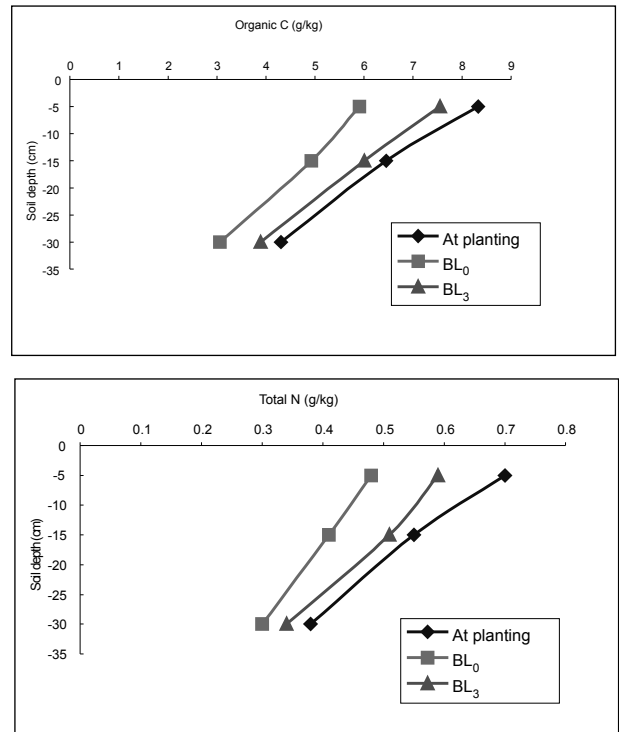 Organic C (g/kg)
0 1 2 3 4 5 6 7 8 9
0
-5
-10
-15
-20
-25
-30
-35
Soil depth (cm)
At planting
BL₀
BL₃
Total N (g/kg)
0 0.1 0.2 0.3 0.4 0.5 0.6 0.7 0.8
0
-5
-10
-15
-20
-25
-30
-35
Soil depth (cm)
At planting
BL₀
BL₃